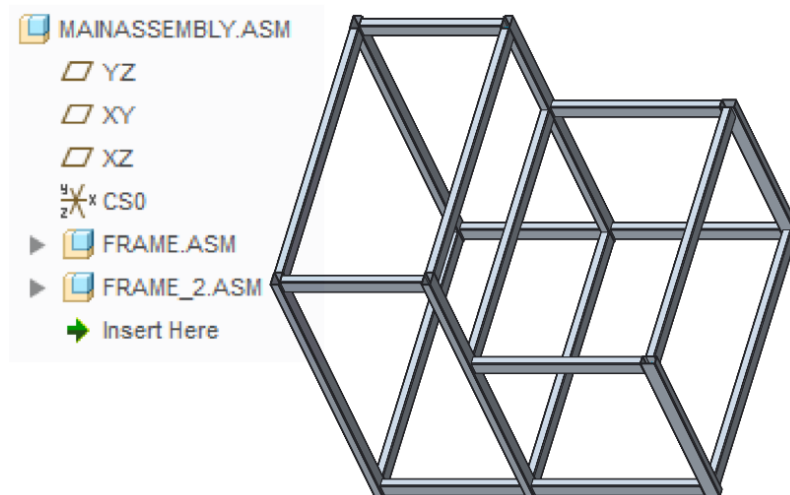 MAINASSEMBLY.ASM
YZ
XY
XZ
y x z CS0
FRAME.ASM
FRAME_2.ASM
Insert Here